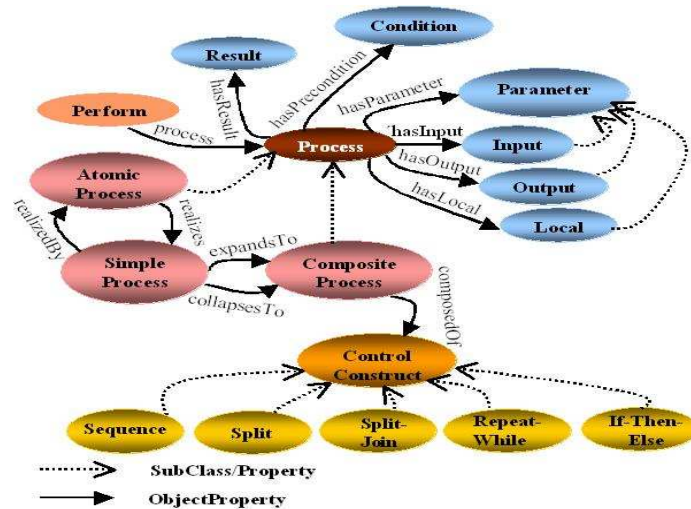 Condition
Result
hasPrecondition
hasResult
hasParameter
Parameter
Perform
process
Process
hasInput
Input
hasOutput
Output
hasLocal
Local
Atomic
Process
realizedBy
realizes
Simple
Process
expandsTo
collapsesTo
Composite
Process
composedOf
Control
Construct
Sequence
Split
Split-
Join
Repeat-
While
If-Then-
Else
SubClass/Property
ObjectProperty